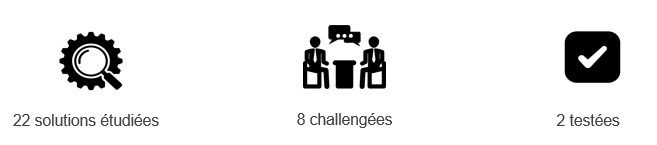 22 solutions étudiées
8 challengées
2 testées